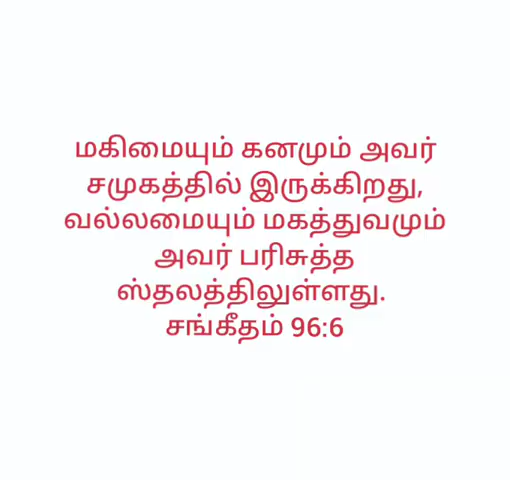 மகிமையும் கனமும் அவர்
சமுகத்தில் இருக்கிறது,
வல்லமையும் மகத்துவமும்
அவர் பரிசுத்த
ஸ்தலத்திலுள்ளது.
சங்கீதம் 96:6